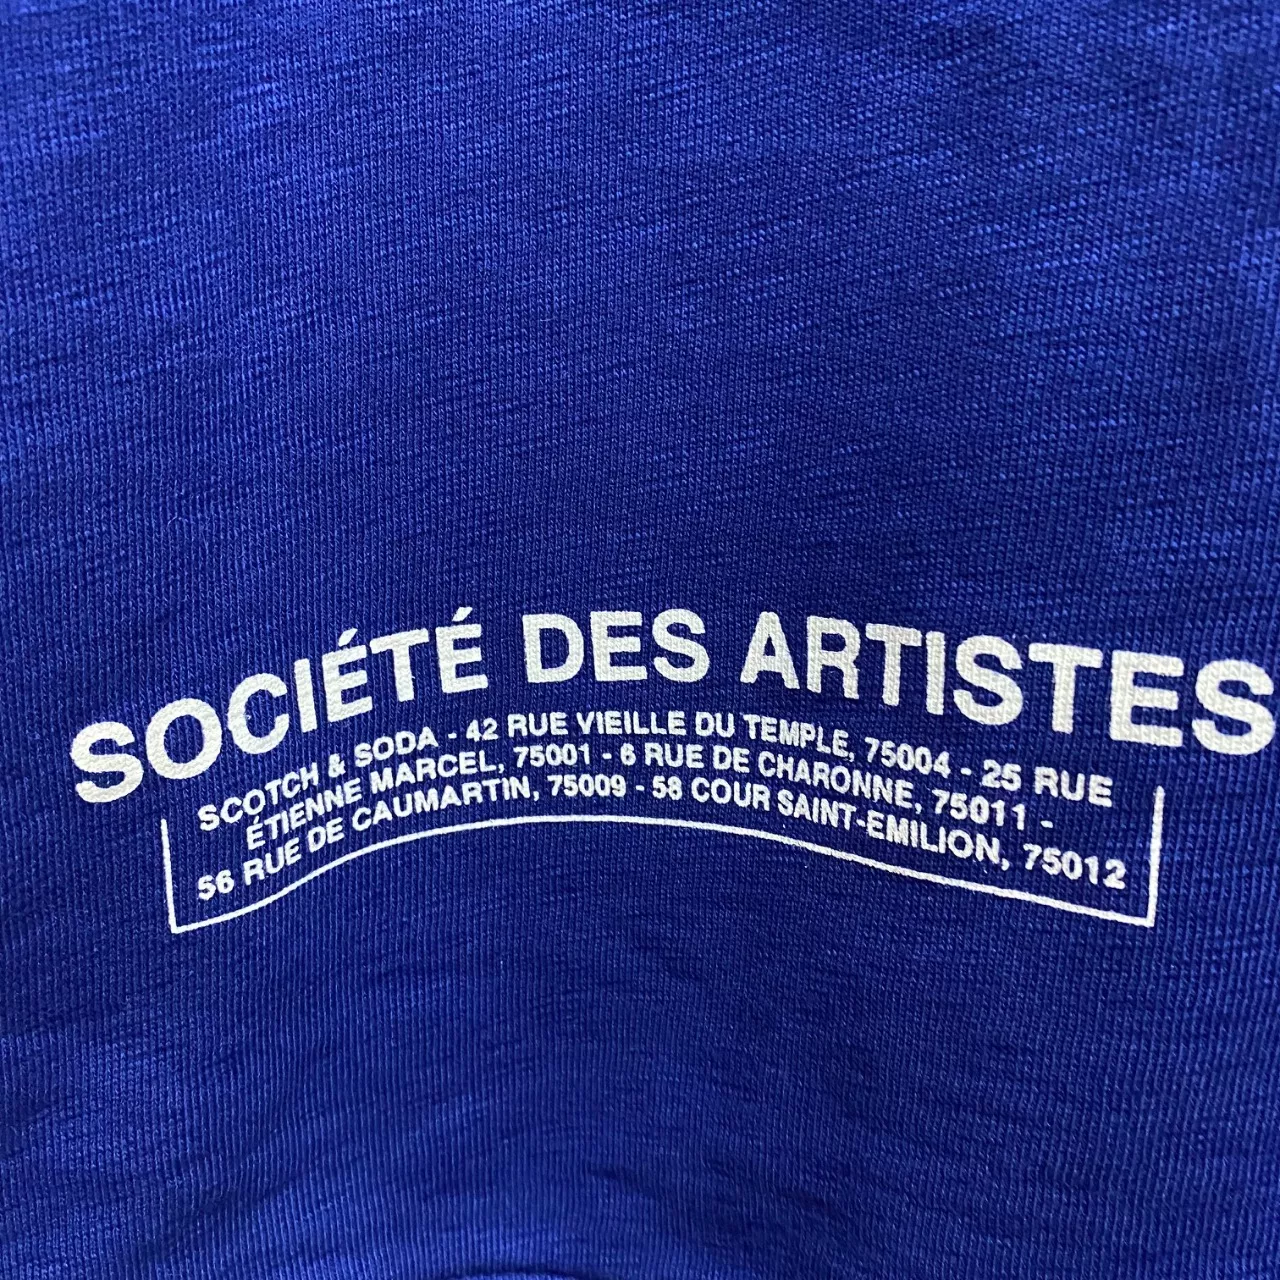 SOCIÉTÉ DES ARTISTES
SCOTCH & SODA - 42 RUE VIEILLE DU TEMPLE, 75004 - 25 RUE
ÉTIENNE MARCEL, 75001 - 6 RUE DE CHARONNE, 75011 -
56 RUE DE CAUMARTIN, 75009 - 58 COUR SAINT-EMILION, 75012